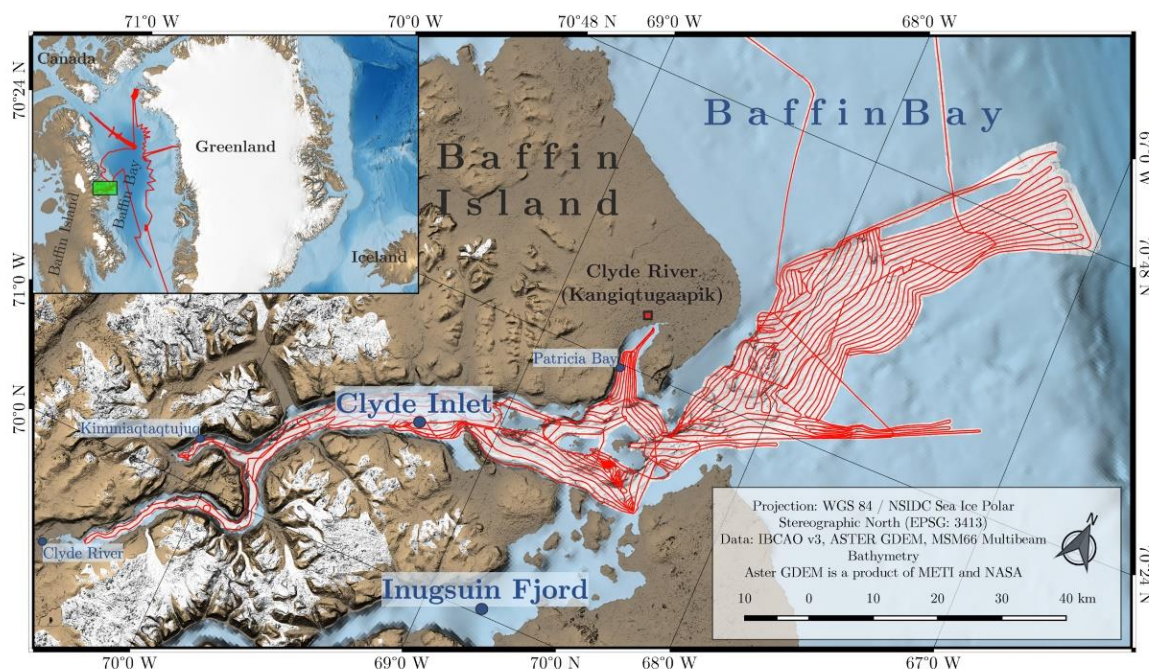 71°0 W
70°0 W
70°48 N
69°0 W
68°0 W
70°24 N
71°0 W
70°0 N
67°0 W
70°48 N
70°24 N
Canada
Greenland
Baffin Bay
Baffin Island
Iceland
Baffin Bay
Baffin
Island
Clyde River
(Kangiqtugaapik)
Patricia Bay
Clyde Inlet
Kimniaqtaqtujuq
Clyde River
Inugsuin Fjord
Projection: WGS 84 / NSIDC Sea Ice Polar
Stereographic North (EPSG: 3413)
Data: IBCAO v3, ASTER GDEM, MSM66 Multibeam
Bathymetry
Aster GDEM is a product of METI and NASA
N
10 0 10 20 30 40 km
70°0 W
69°0 W
70°0 N
68°0 W
67°0 W